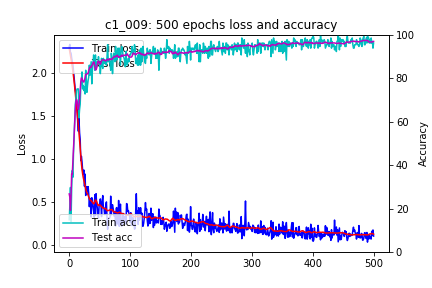 c1_009: 500 epochs loss and accuracy
Train loss
Test loss
Train acc
Test acc
Loss
2.0
1.5
1.0
0.5
0.0
Accuracy
100
80
60
40
20
0
0
100
200
300
400
500